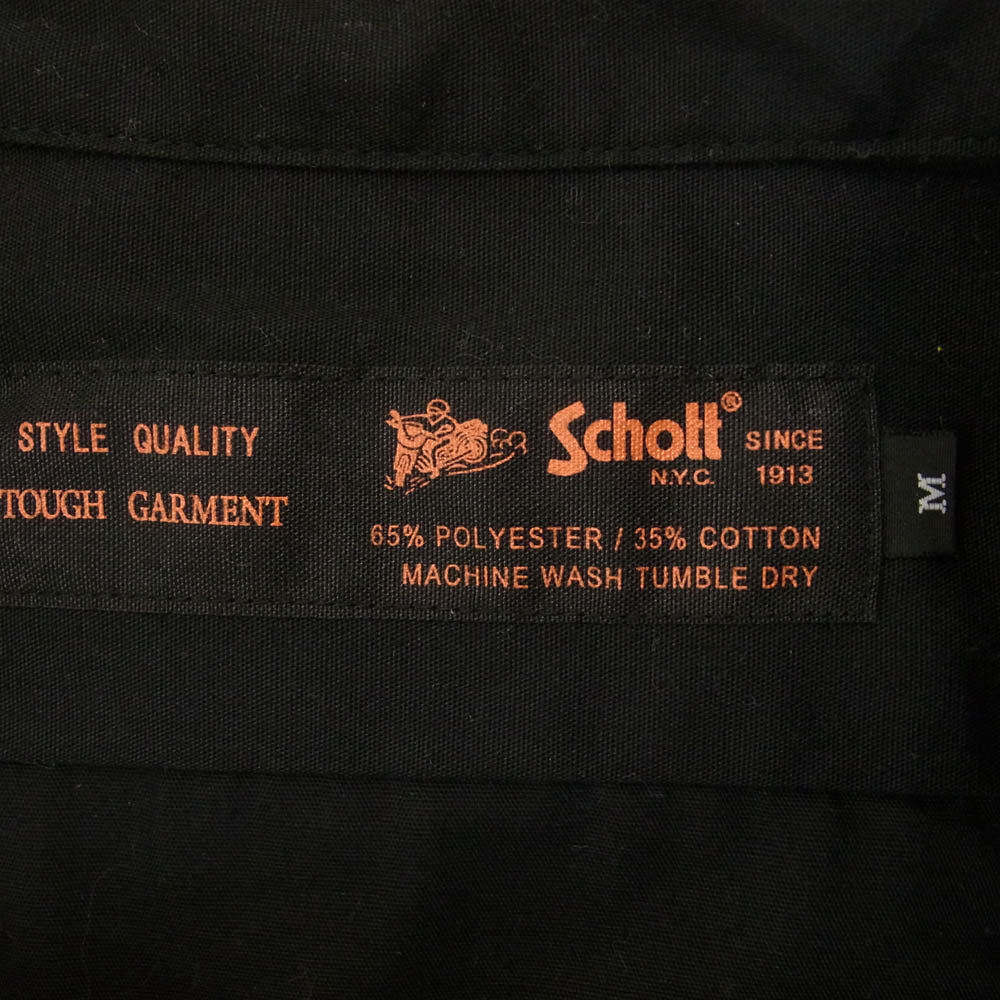 STYLE QUALITY
TOUGH GARMENT
Schott® SINCE
N.Y.C. 1913
65% POLYESTER / 35% COTTON
MACHINE WASH TUMBLE DRY
M